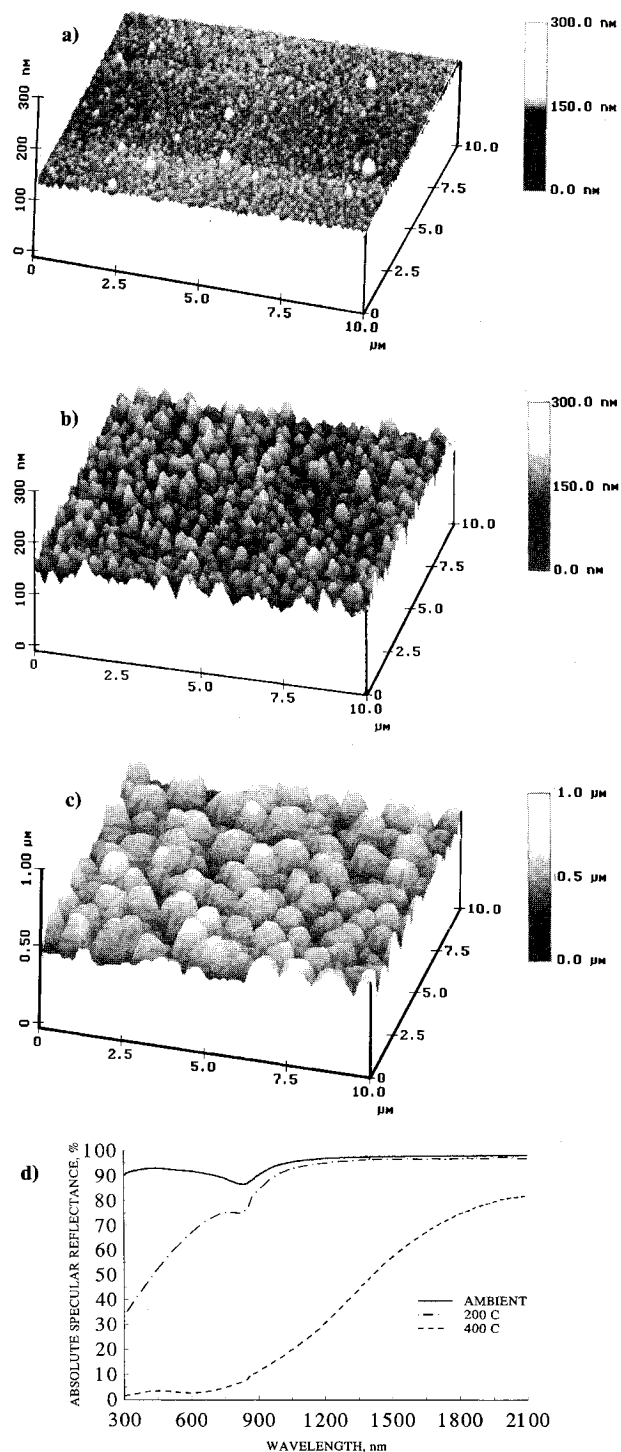 a)
300 nM
150.0 nM
0.0 nM
300
200
100
0
nM
0
2.5
5.0
7.5
10.0
µM
0
2.5
5.0
7.5
10.0
b)
300.0 nM
150.0 nM
0.0 nM
300
200
100
0
nM
0
2.5
5.0
7.5
10.0
µM
0
2.5
5.0
7.5
10.0
c)
1.0 µM
0.5 µM
0.0 µM
1.00 µM
0.50
0
0
2.5
5.0
7.5
10.0
µM
0
2.5
5.0
7.5
10.0
d)
ABSOLUTE SPECULAR REFLECTANCE, %
100
90
80
70
60
50
40
30
20
10
0
AMBIENT
200 C
400 C
300 600 900 1200 1500 1800 2100
WAVELENGTH, nm